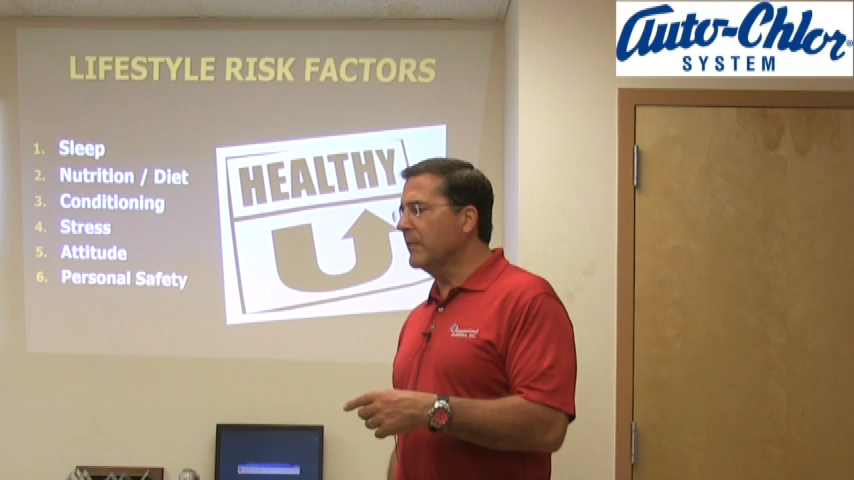 Auto-Chlor®
SYSTEM
LIFESTYLE RISK FACTORS
1. Sleep
2. Nutrition / Diet
3. Conditioning
4. Stress
5. Attitude
6. Personal Safety
HEALTHY
U